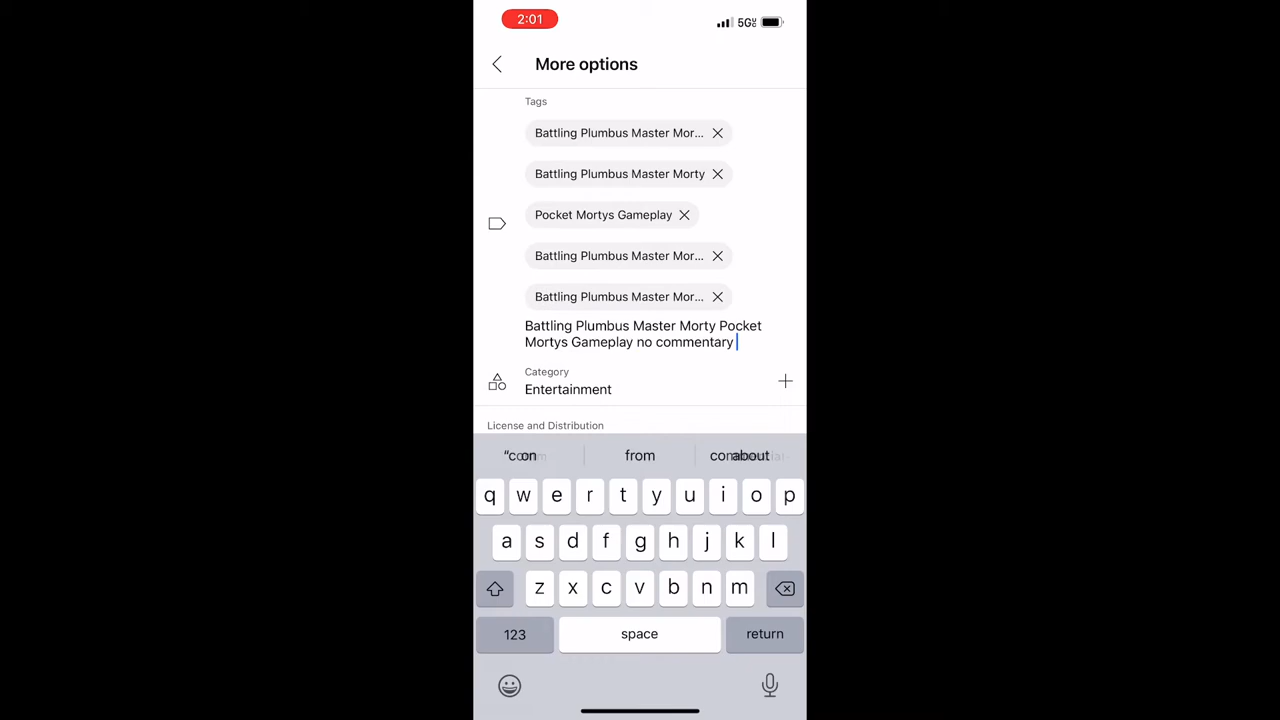 2:01
5G
More options
Tags
Battling Plumbus Master Mor...
Battling Plumbus Master Morty
Pocket Mortys Gameplay
Battling Plumbus Master Mor...
Battling Plumbus Master Mor...
Battling Plumbus Master Morty Pocket
Mortys Gameplay no commentary
Category
Entertainment
License and Distribution
on from about
q w e r t y u i o p
a s d f g h j k l
z x c v b n m
123 space return